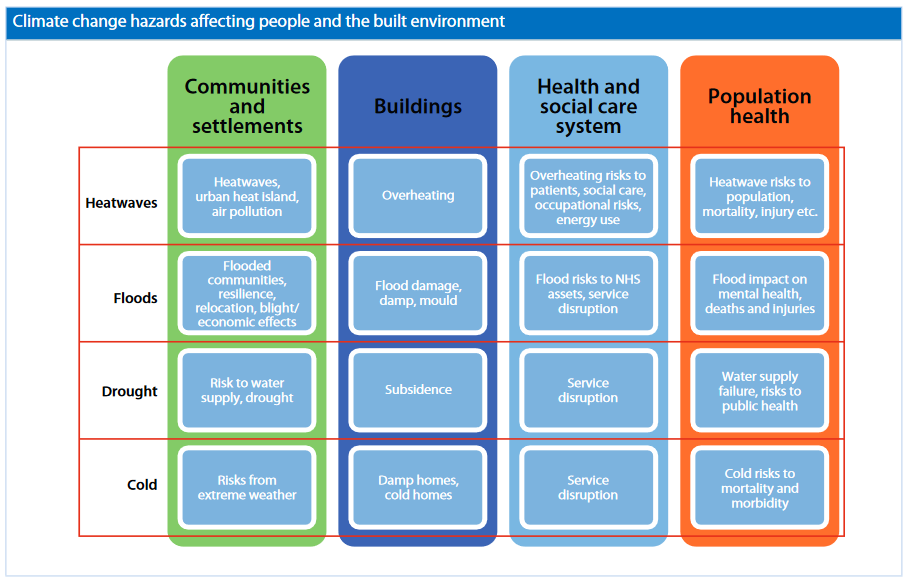 Climate change hazards affecting people and the built environment
Communities
and
settlements
Buildings
Health and
social care
system
Population
health
Heatwaves
Heatwaves,
urban heat island,
air pollution
Overheating
Overheating risks to
patients, social care,
occupational risks,
energy use
Heatwave risks to
population,
mortality, injury etc.
Floods
Flooded
communities,
resilience,
relocation, blight/
economic effects
Flood damage,
damp, mould
Flood risks to NHS
assets, service
disruption
Flood impact on
mental health,
deaths and injuries
Drought
Risk to water
supply, drought
Subsidence
Service
disruption
Water supply
failure, risks to
public health
Cold
Risks from
extreme weather
Damp homes,
cold homes
Service
disruption
Cold risks to
mortality and
morbidity